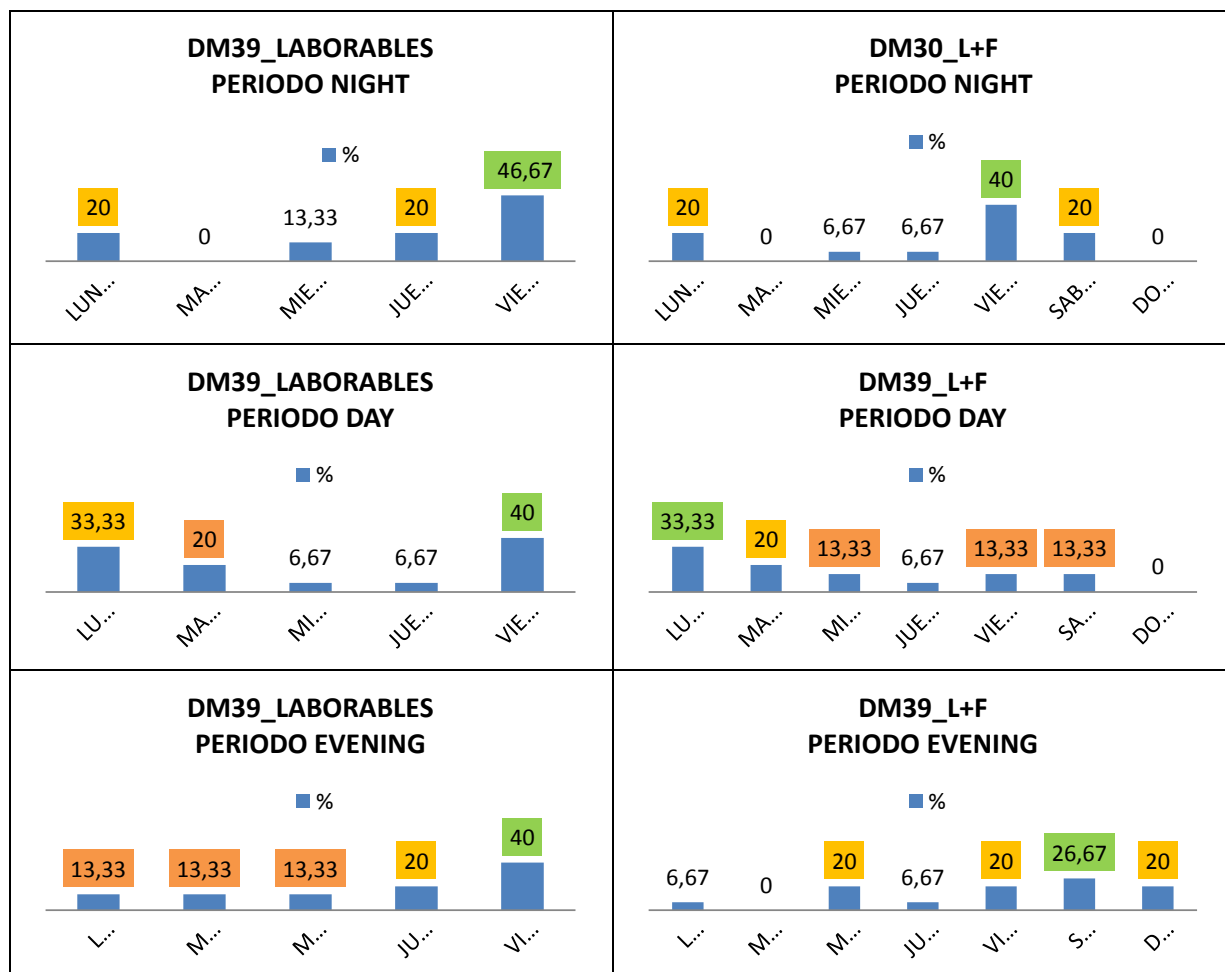 DM39_LABORABLES
PERIODO NIGHT
%
20
0
13,33
20
46,67
LUN...
MA...
MIE...
JUE...
VIE...
DM30_L+F
PERIODO NIGHT
%
20
0
6,67
6,67
40
20
0
LUN...
MA...
MIE...
JUE...
VIE...
SAB...
DO...
DM39_LABORABLES
PERIODO DAY
%
33,33
20
6,67
6,67
40
LU...
MA...
MI...
JUE...
VIE...
DM39_L+F
PERIODO DAY
%
33,33
20
13,33
6,67
13,33
13,33
0
LU...
MA...
MI...
JUE...
VIE...
SA...
DO...
DM39_LABORABLES
PERIODO EVENING
%
13,33
13,33
13,33
20
40
L...
M...
M...
JU...
VI...
DM39_L+F
PERIODO EVENING
%
6,67
0
20
6,67
20
26,67
20
L...
M...
M...
JU...
VI...
S...
D...